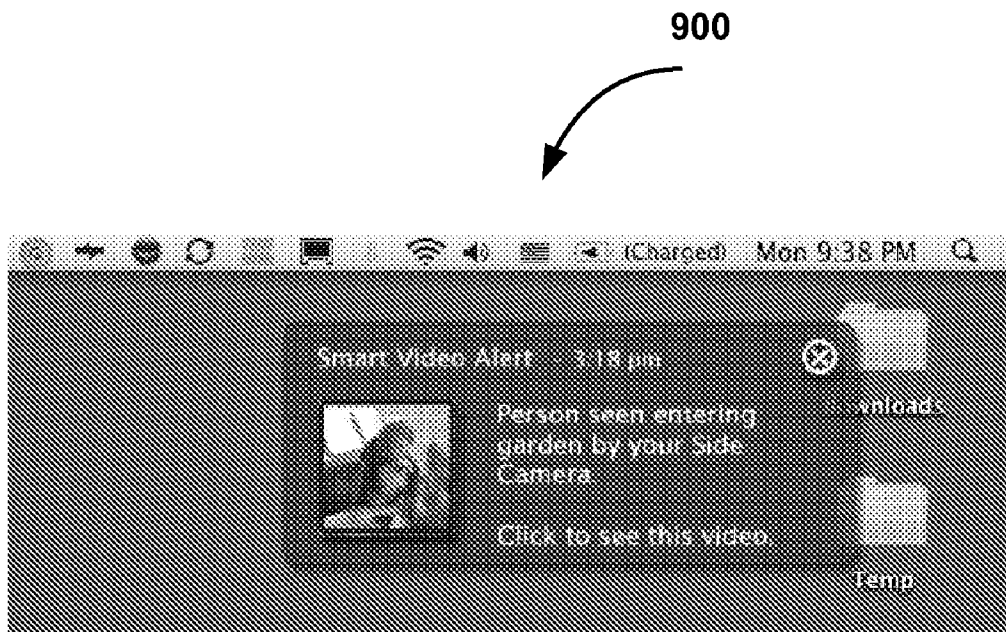 900
(Charged) Mon 9:38 PM
Smart Video Alert - 3:18 pm
Person seen entering
garden by your Side
Camera.
Click to see this video.
wnloads
Temp